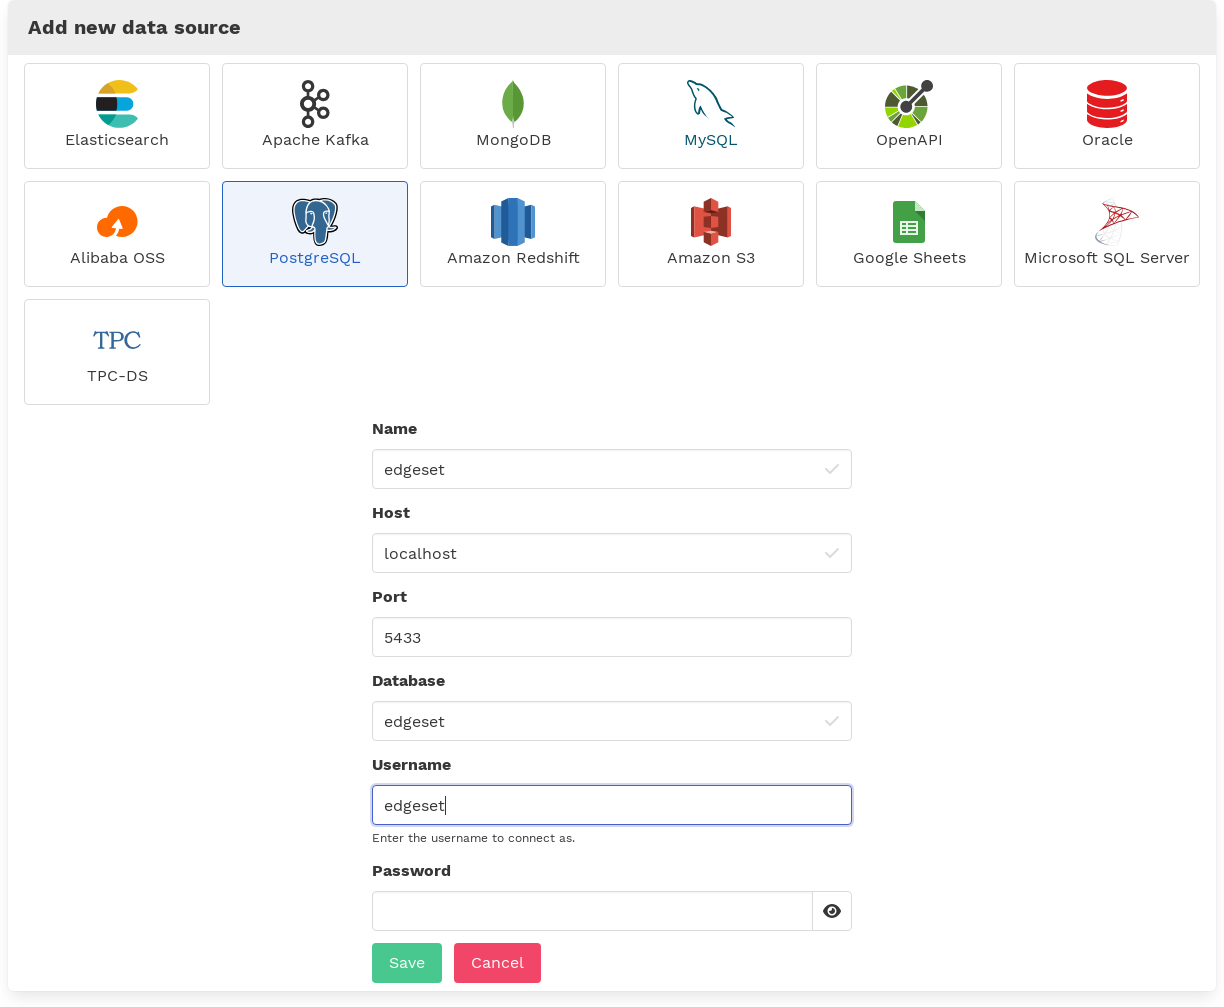 Add new data source
Elasticsearch
Apache Kafka
MongoDB
MySQL
OpenAPI
Oracle
Alibaba OSS
PostgreSQL
Amazon Redshift
Amazon S3
Google Sheets
Microsoft SQL Server
TPC
TPC-DS
Name
edgeset
Host
localhost
Port
5433
Database
edgeset
Username
edgeset
Enter the username to connect as.
Password
Save
Cancel